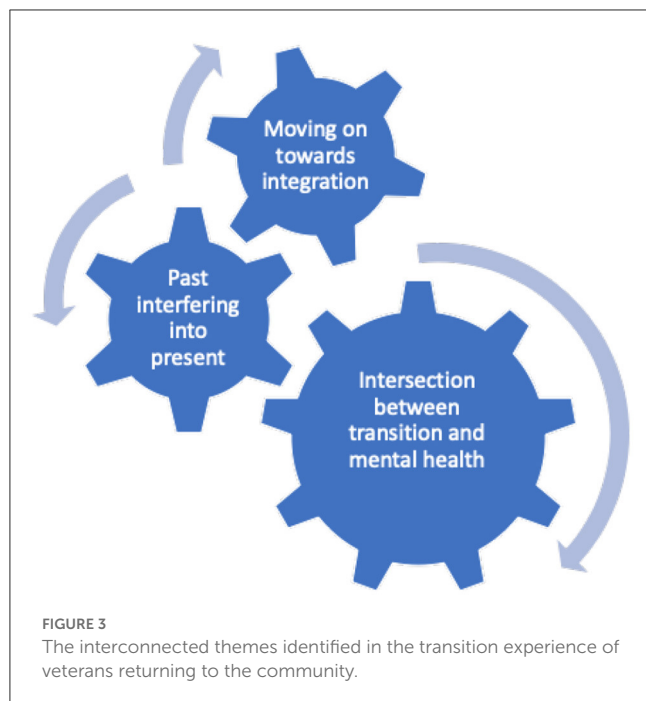 Moving on
towards
integration
Past
interfering
into
present
Intersection
between
transition and
mental health
FIGURE 3
The interconnected themes identified in the transition experience of
veterans returning to the community.